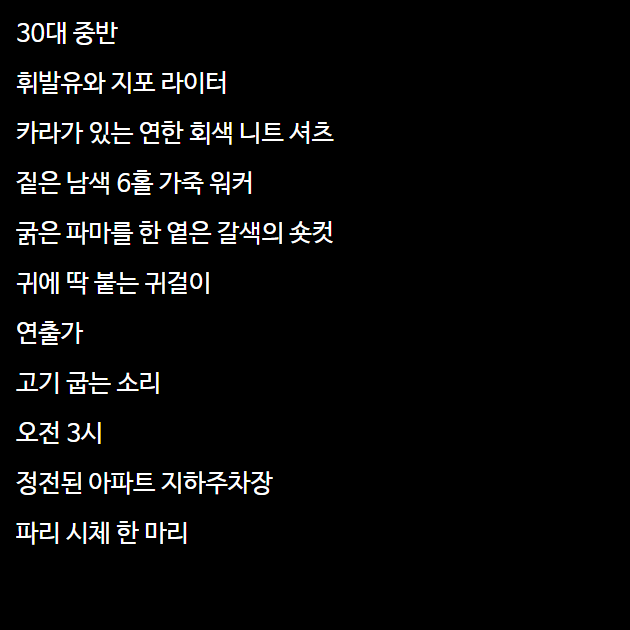 30대 중반
휘발유와 지포 라이터
카라가 있는 연한 회색 니트 셔츠
짙은 남색 6홀 가죽 워커
굵은 파마를 한 옅은 갈색의 숏컷
귀에 딱 붙는 귀걸이
연출가
고기 굽는 소리
오전 3시
정전된 아파트 지하주차장
파리 시체 한 마리